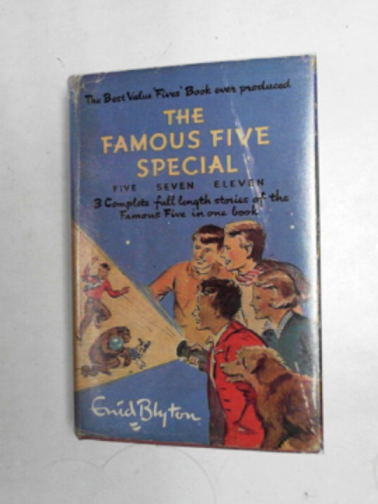 The Best Value 'Fives' Book ever produced
THE
FAMOUS FIVE
SPECIAL
FIVE SEVEN ELEVEN
3 Complete full length stories of the
Famous Five in one book
Enid Blyton